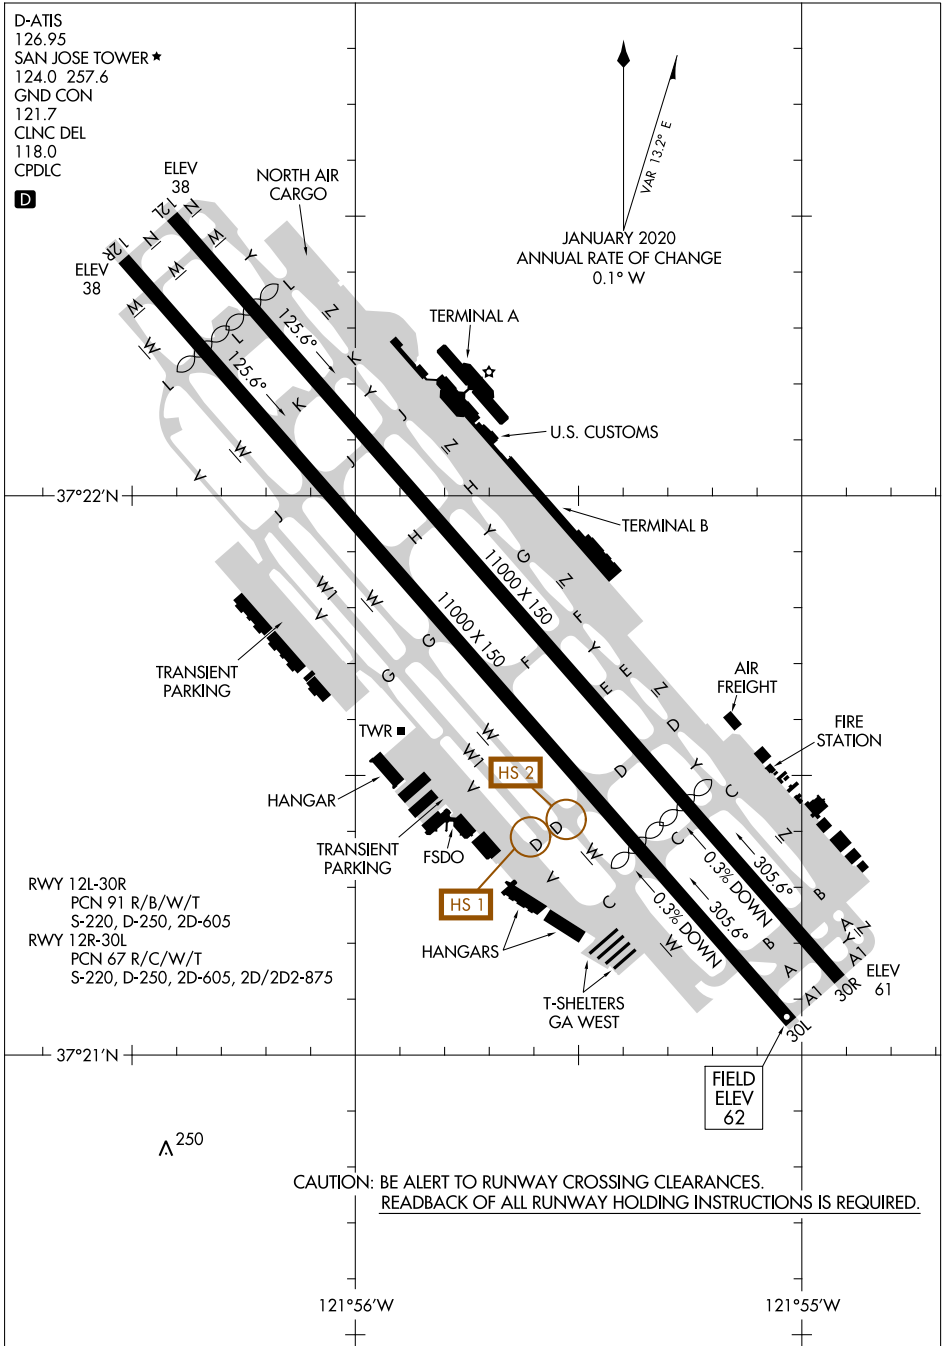 D-ATIS
126.95
SAN JOSE TOWER ★
124.0 257.6
GND CON
121.7
CLNC DEL
118.0
CPDLC
D
VAR 13.2° E
JANUARY 2020
ANNUAL RATE OF CHANGE
0.1° W
ELEV
38
NORTH AIR
CARGO
12L
N
N
W
Y
12R
W
W
ELEV
38
L
Z
W
L
L
125.6°
125.6°
K
Y
J
Z
K
TERMINAL A
U.S. CUSTOMS
W
V
J
H
37°22'N
TERMINAL B
J
H
Y
G
Z
F
11000 X 150
11000 X 150
W1
W
V
G
F
Y
E
E
Z
D
TRANSIENT
PARKING
G
AIR
FREIGHT
FIRE
STATION
TWR
W
W1
V
HS 2
D
Y
C
Z
HANGAR
TRANSIENT
PARKING
FSDO
D
D
W
C
305.6°
0.3% DOWN
HS 1
V
C
B
305.6°
0.3% DOWN
RWY 12L-30R
PCN 91 R/B/W/T
S-220, D-250, 2D-605
RWY 12R-30L
PCN 67 R/C/W/T
S-220, D-250, 2D-605, 2D/2D2-875
HANGARS
W
B
A
A
Z
Y
A1
A1
30R
30L
ELEV
61
T-SHELTERS
GA WEST
37°21'N
FIELD
ELEV
62
250
CAUTION: BE ALERT TO RUNWAY CROSSING CLEARANCES.
READBACK OF ALL RUNWAY HOLDING INSTRUCTIONS IS REQUIRED.
121°56'W
121°55'W